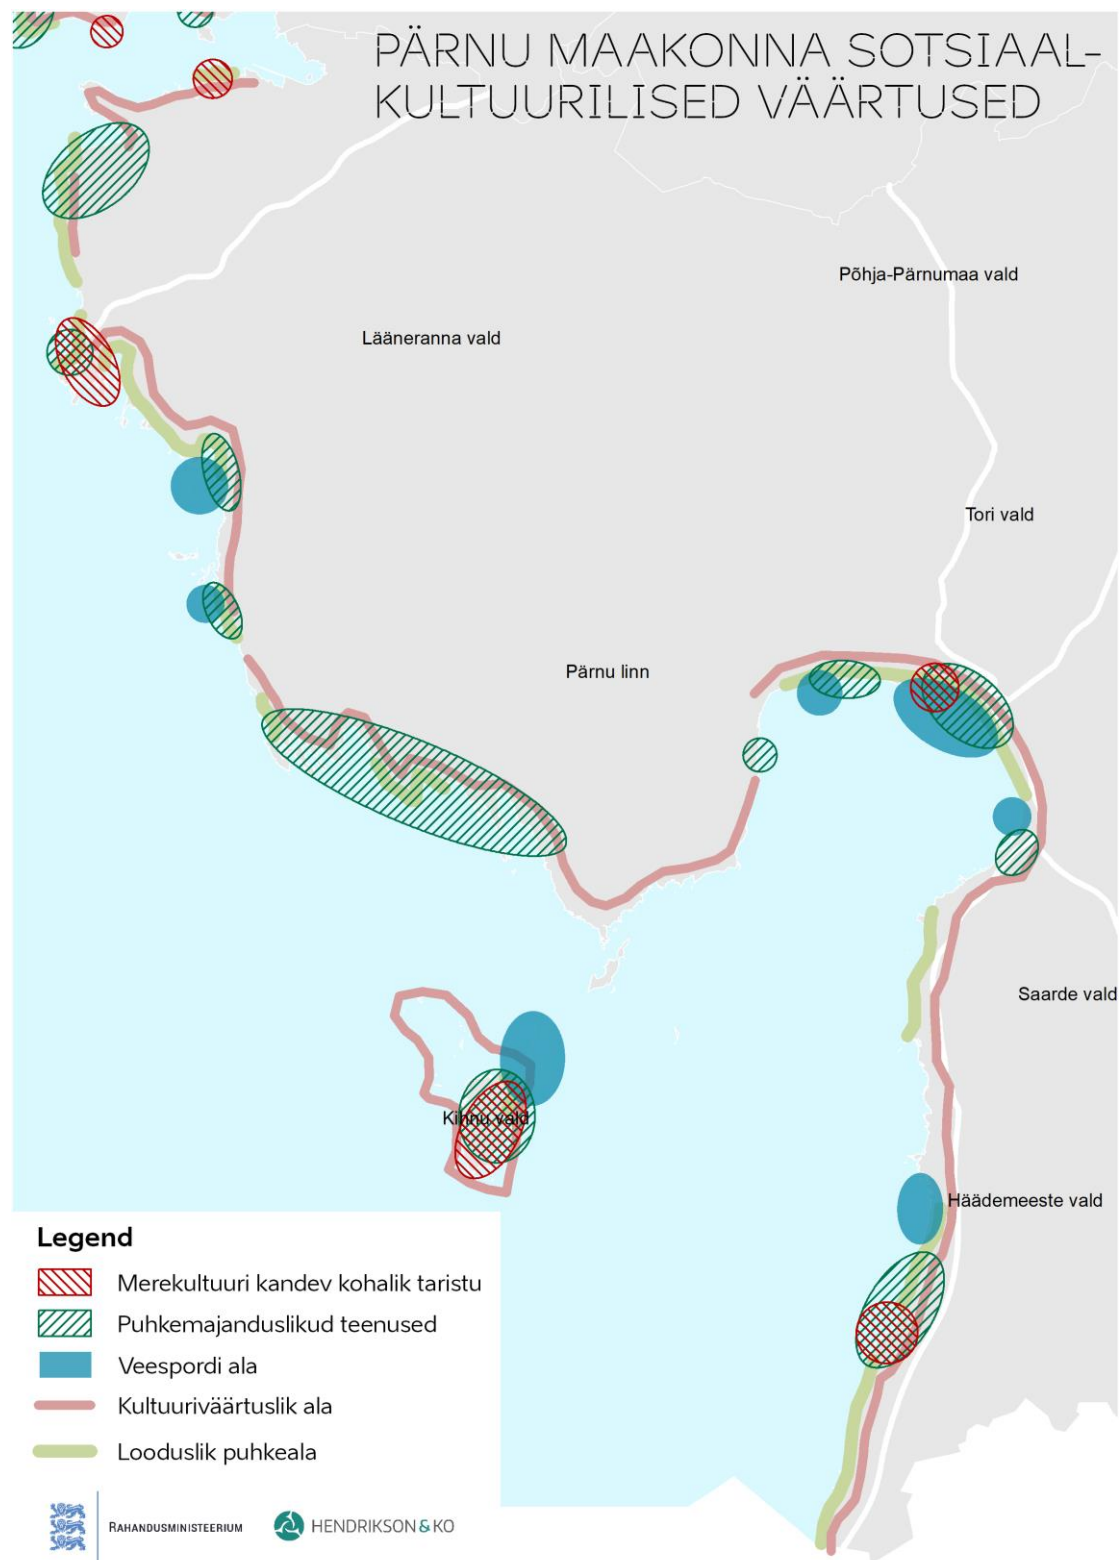 PÄRNU MAAKONNA SOTSIAAL-
KULTUURILISED VÄÄRTUSED
Põhja-Pärnumaa vald
Lääneranna vald
Tori vald
Pärnu linn
Saarde vald
Kihnu vald
Häädemeeste vald
Legend
Merekultuuri kandev kohalik taristu
Puhkemajanduslikud teenused
Veespordi ala
Kultuuriväärtuslik ala
Looduslik puhkeala
RAHANDUSMINISTEERIUM
HENDRIKSON & KO